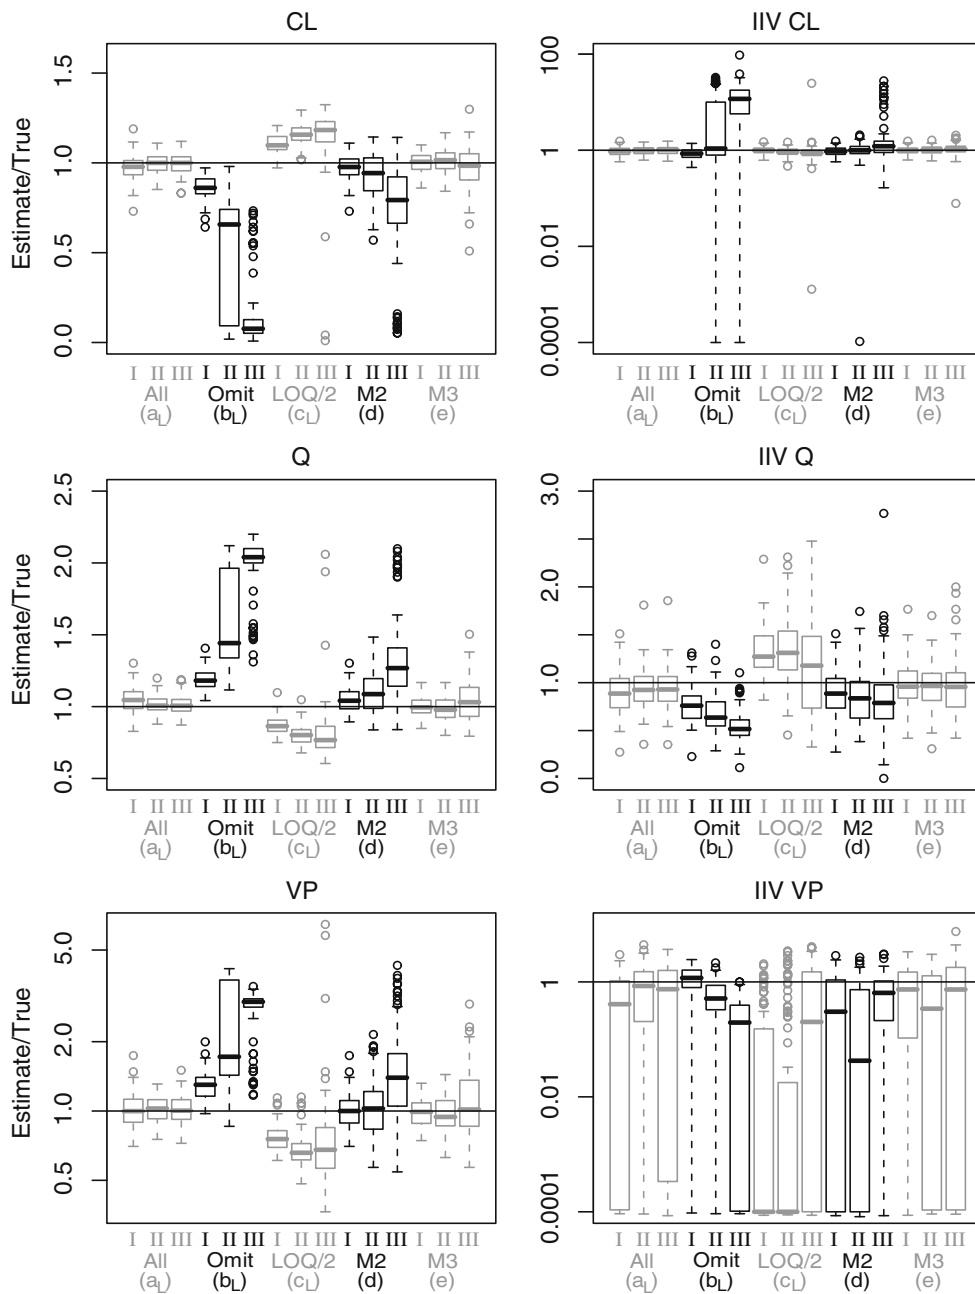 CL
IIV CL
Estimate/True
1.5
1.0
0.5
0.0
100
1
0.01
0.0001
I II III I II III I II III I II III I II III
All Omit LOQ/2 M2 M3
(aL) (bL) (cL) (d) (e)
I II III I II III I II III I II III I II III
All Omit LOQ/2 M2 M3
(aL) (bL) (cL) (d) (e)
Q
IIV Q
Estimate/True
2.5
2.0
1.5
1.0
0.5
3.0
2.0
1.0
0.0
I II III I II III I II III I II III I II III
All Omit LOQ/2 M2 M3
(aL) (bL) (cL) (d) (e)
I II III I II III I II III I II III I II III
All Omit LOQ/2 M2 M3
(aL) (bL) (cL) (d) (e)
VP
IIV VP
Estimate/True
5.0
2.0
1.0
0.5
1
0.01
0.0001
I II III I II III I II III I II III I II III
All Omit LOQ/2 M2 M3
(aL) (bL) (cL) (d) (e)
I II III I II III I II III I II III I II III
All Omit LOQ/2 M2 M3
(aL) (bL) (cL) (d) (e)